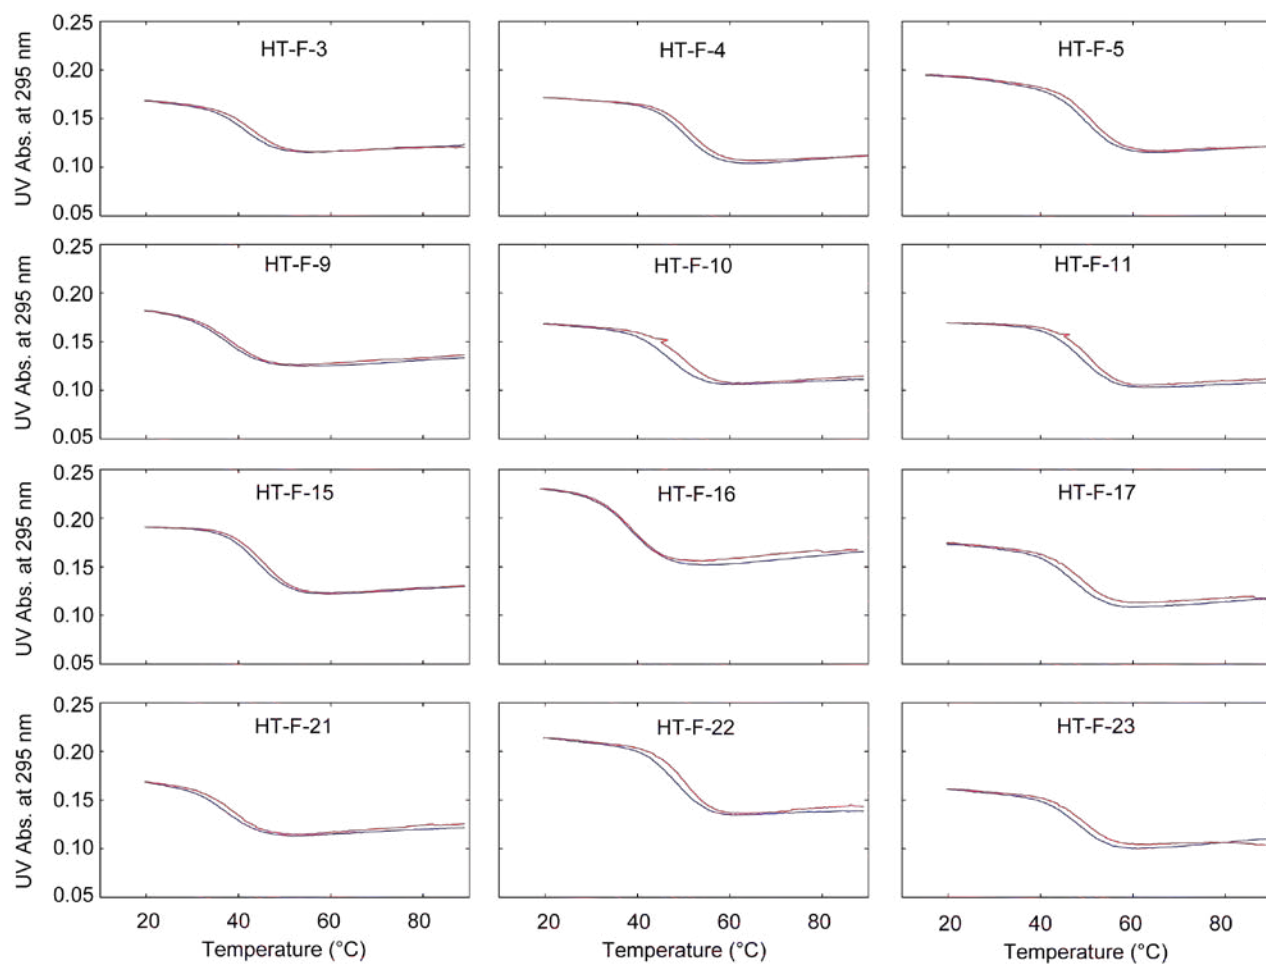 0.25
0.20
0.15
0.10
0.05
UV Abs. at 295 nm
HT-F-3
HT-F-4
HT-F-5
0.25
0.20
0.15
0.10
0.05
UV Abs. at 295 nm
HT-F-9
HT-F-10
HT-F-11
0.25
0.20
0.15
0.10
0.05
UV Abs. at 295 nm
HT-F-15
HT-F-16
HT-F-17
0.25
0.20
0.15
0.10
0.05
UV Abs. at 295 nm
HT-F-21
HT-F-22
HT-F-23
20 40 60 80
20 40 60 80
20 40 60 80
Temperature (°C)
Temperature (°C)
Temperature (°C)